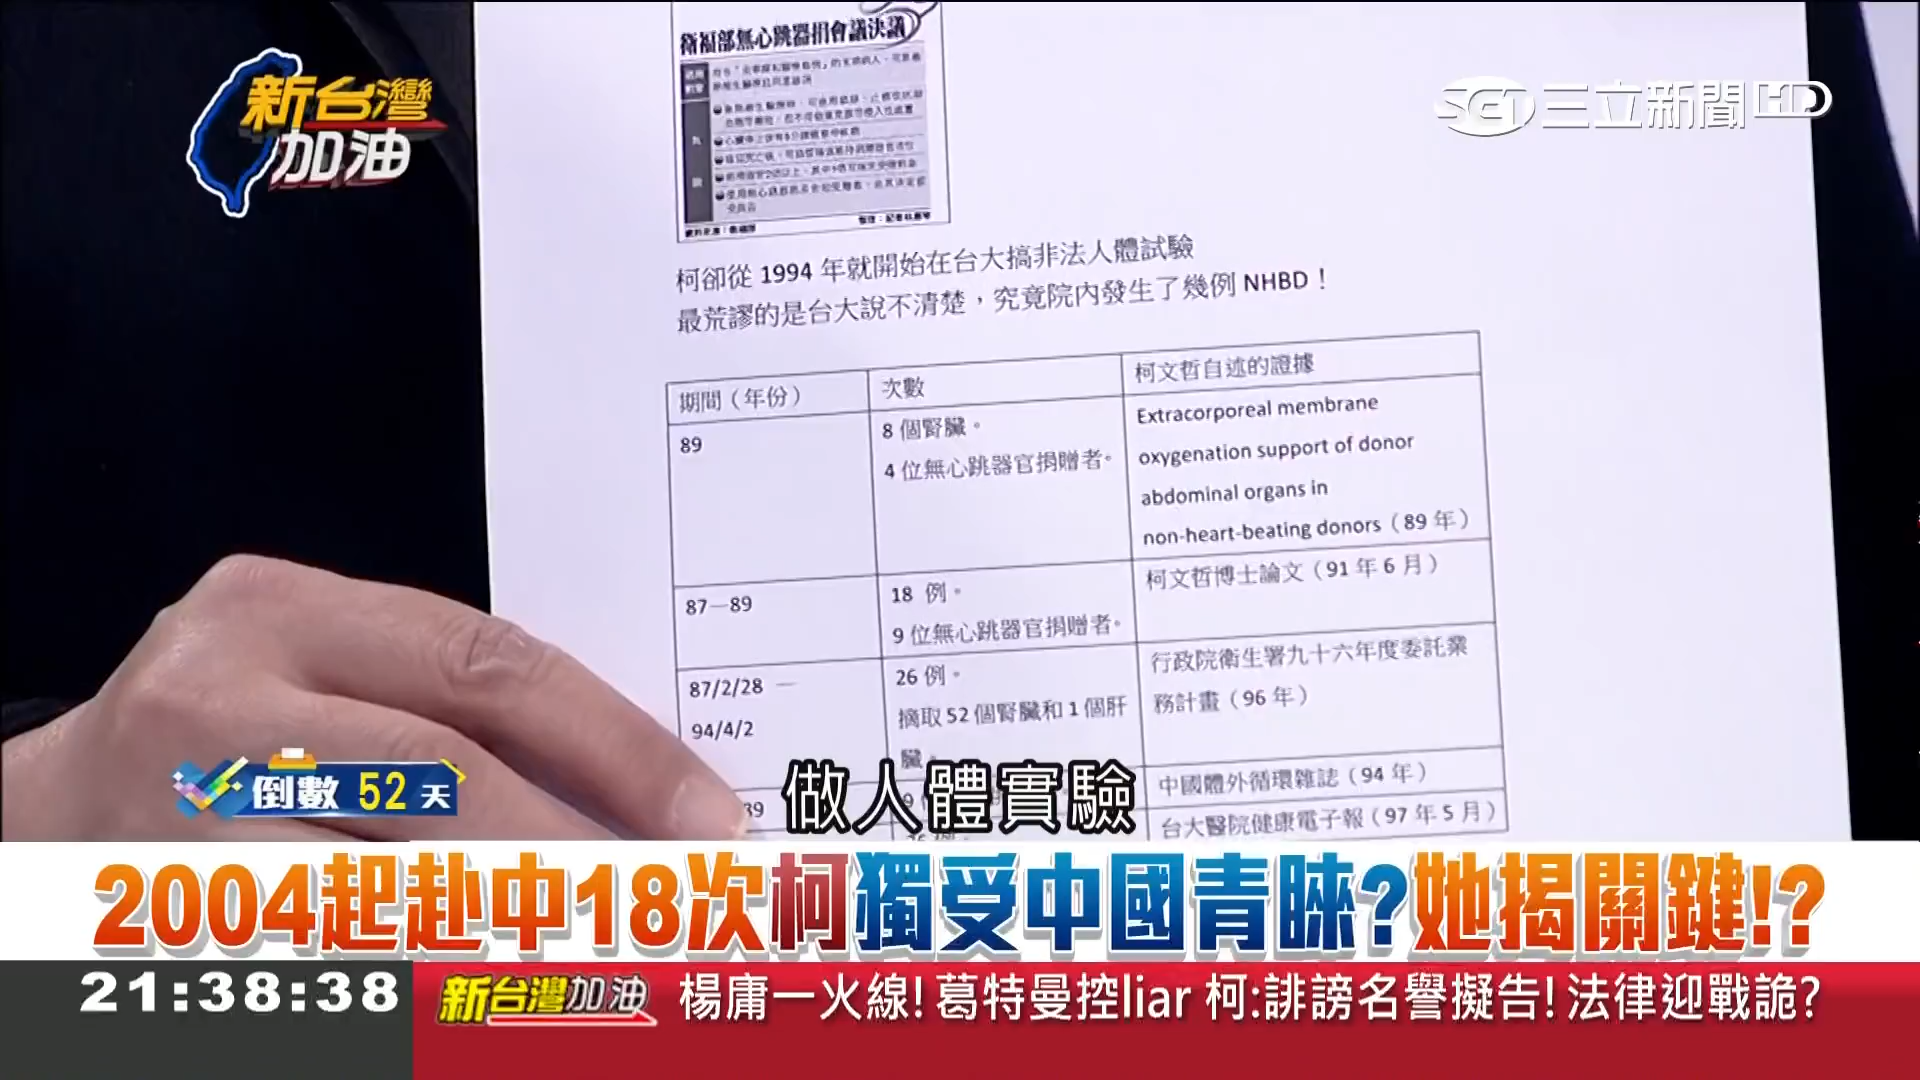 新台灣
加油
SET三立新聞HD
衛福部無心跳器捐會議決議
柯卻從 1994 年就開始在台大搞非法人體試驗
最荒謬的是台大說不清楚，究竟院內發生了幾例 NHBD！
期間（年份）
次數
柯文哲自述的證據
89
8 個腎臟。
4 位無心跳器官捐贈者。
Extracorporeal membrane
oxygenation support of donor
abdominal organs in
non-heart-beating donors（89 年）
87—89
18 例。
9 位無心跳器官捐贈者。
柯文哲博士論文（91 年 6 月）
87/2/28 —
94/4/2
26 例。
摘取 52 個腎臟和 1 個肝
臟。
行政院衛生署九十六年度委託業
務計畫（96 年）
中國體外循環雜誌（94 年）
台大醫院健康電子報（97 年 5 月）
倒數 52 天
做人體實驗
2004起赴中18次柯獨受中國青睞?她揭關鍵!?
21:38:38
新台灣加油
楊庸一火線!葛特曼控liar 柯:誹謗名譽擬告!法律迎戰詭?